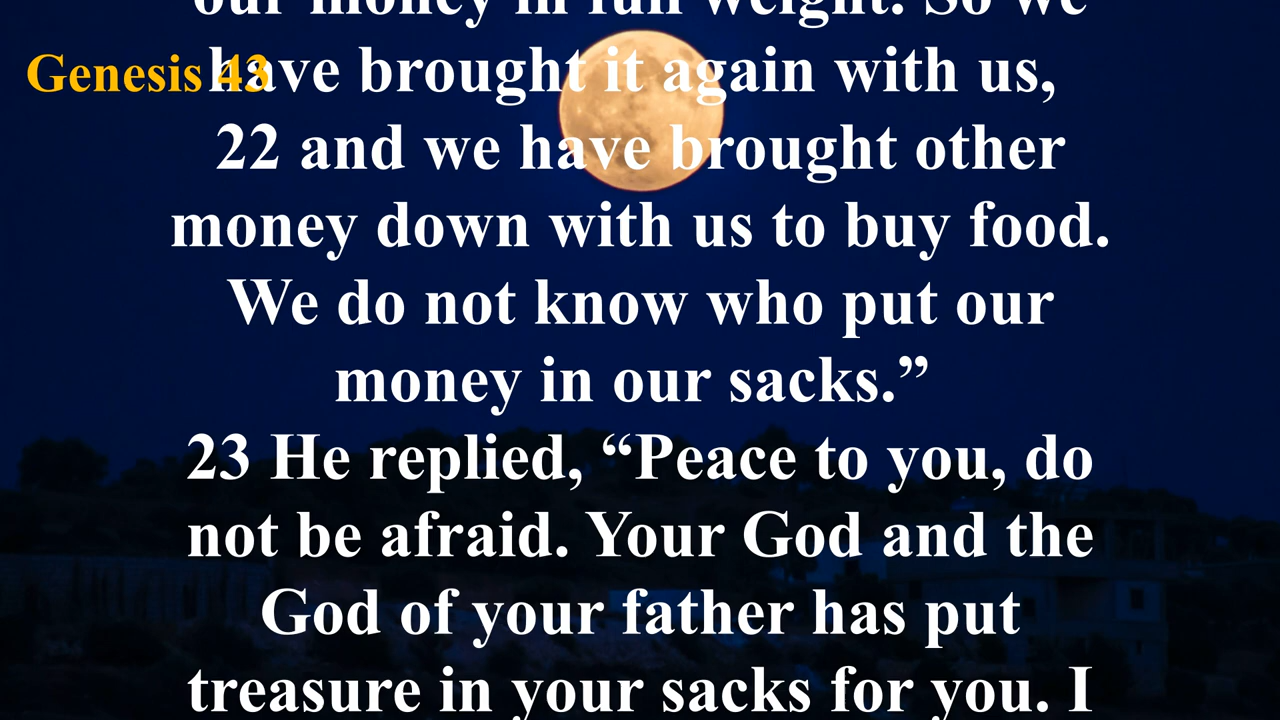 our money in full weight. So we
Genesis 43
have brought it again with us,
22 and we have brought other
money down with us to buy food.
We do not know who put our
money in our sacks.”
23 He replied, “Peace to you, do
not be afraid. Your God and the
God of your father has put
treasure in your sacks for you. I